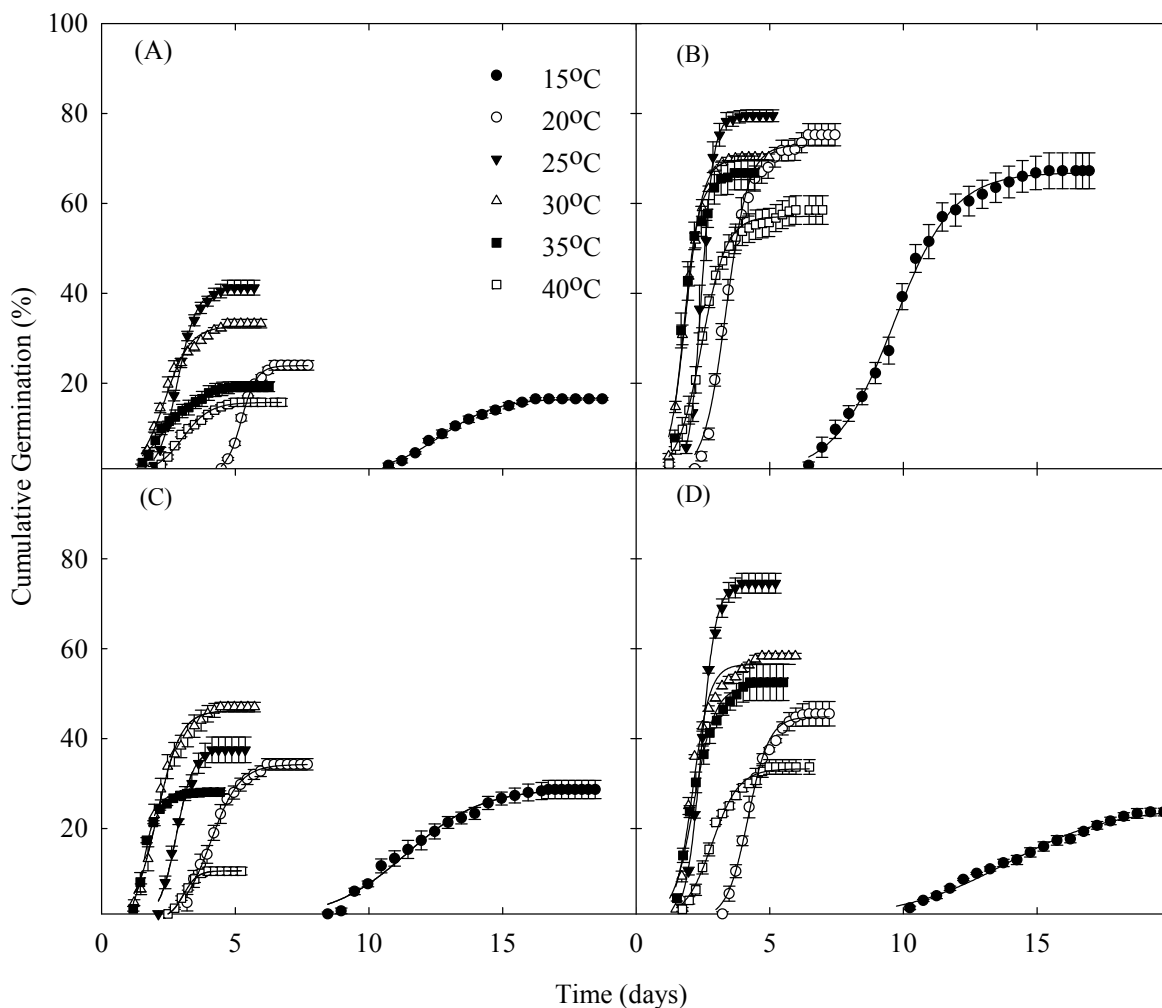 100
80
60
40
20
(A)
15ºC
20ºC
25ºC
30ºC
35ºC
40ºC
(B)
Cumulative Germination (%)
80
60
40
20
(C)
(D)
0 5 10 15 0 5 10 15
Time (days)